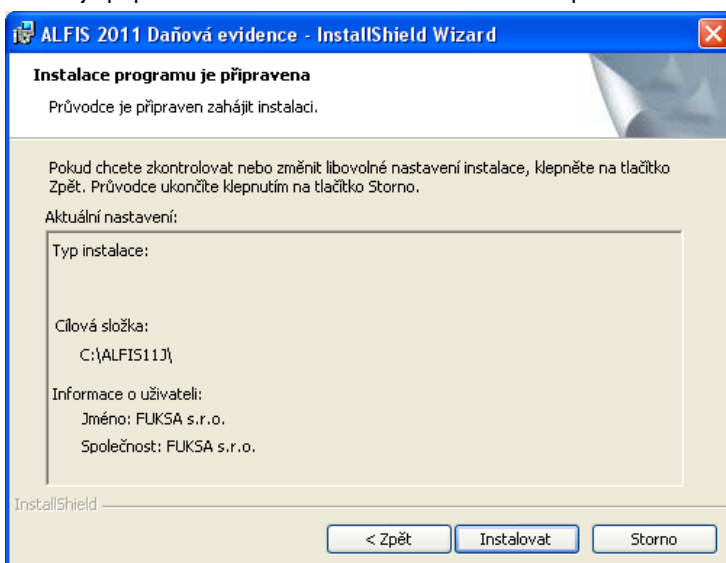 ALFIS 2011 Daňová evidence - InstallShield Wizard
Instalace programu je připravena
Průvodce je připraven zahájit instalaci.
Pokud chcete zkontrolovat nebo změnit libovolné nastavení instalace, klepněte na tlačítko
Zpět. Průvodce ukončíte klepnutím na tlačítko Storno.
Aktuální nastavení:
Typ instalace:
Cílová složka:
C:\ALFIS11J\
Informace o uživateli:
Jméno: FUKSA s.r.o.
Společnost: FUKSA s.r.o.
InstallShield
< Zpět
Instalovat
Storno